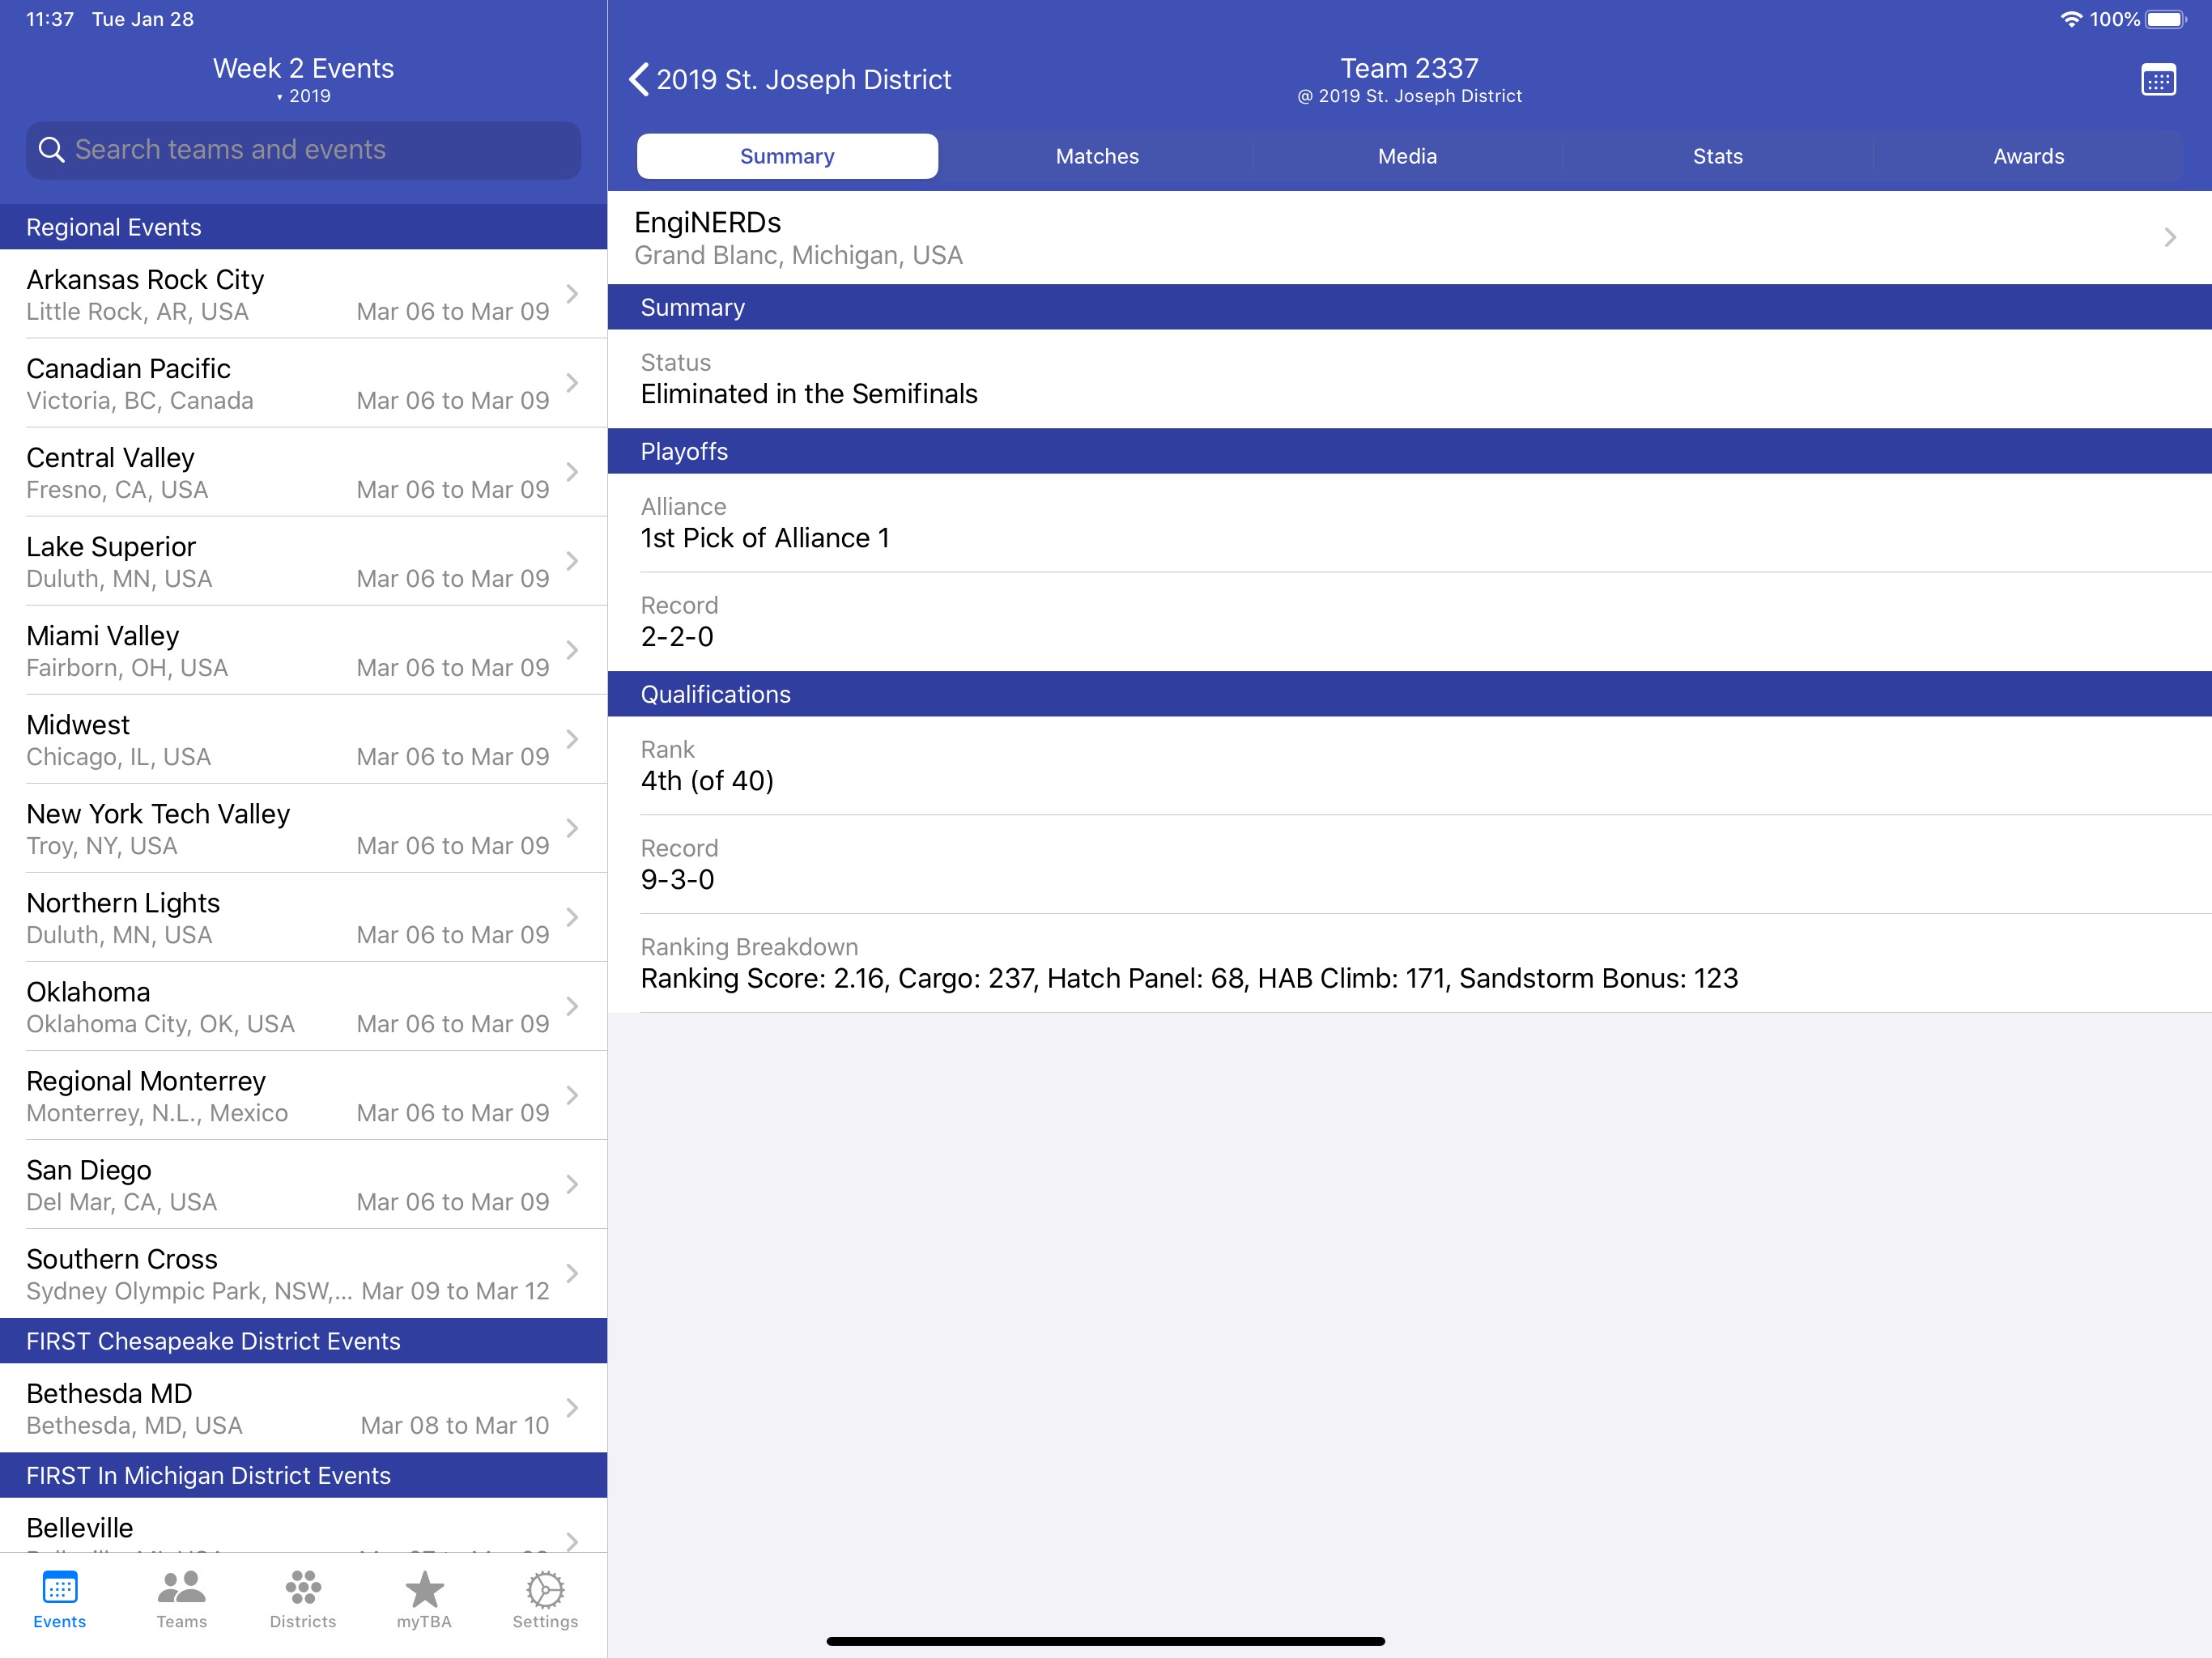 11:37 Tue Jan 28
100%
Week 2 Events
▾ 2019
Search teams and events
Regional Events
Arkansas Rock City
Little Rock, AR, USA Mar 06 to Mar 09
Canadian Pacific
Victoria, BC, Canada Mar 06 to Mar 09
Central Valley
Fresno, CA, USA Mar 06 to Mar 09
Lake Superior
Duluth, MN, USA Mar 06 to Mar 09
Miami Valley
Fairborn, OH, USA Mar 06 to Mar 09
Midwest
Chicago, IL, USA Mar 06 to Mar 09
New York Tech Valley
Troy, NY, USA Mar 06 to Mar 09
Northern Lights
Duluth, MN, USA Mar 06 to Mar 09
Oklahoma
Oklahoma City, OK, USA Mar 06 to Mar 09
Regional Monterrey
Monterrey, N.L., Mexico Mar 06 to Mar 09
San Diego
Del Mar, CA, USA Mar 06 to Mar 09
Southern Cross
Sydney Olympic Park, NSW,... Mar 09 to Mar 12
FIRST Chesapeake District Events
Bethesda MD
Bethesda, MD, USA Mar 08 to Mar 10
FIRST In Michigan District Events
Belleville
Events Teams Districts myTBA Settings
2019 St. Joseph District
Team 2337
@ 2019 St. Joseph District
Summary Matches Media Stats Awards
EngiNERDs
Grand Blanc, Michigan, USA
Summary
Status
Eliminated in the Semifinals
Playoffs
Alliance
1st Pick of Alliance 1
Record
2-2-0
Qualifications
Rank
4th (of 40)
Record
9-3-0
Ranking Breakdown
Ranking Score: 2.16, Cargo: 237, Hatch Panel: 68, HAB Climb: 171, Sandstorm Bonus: 123